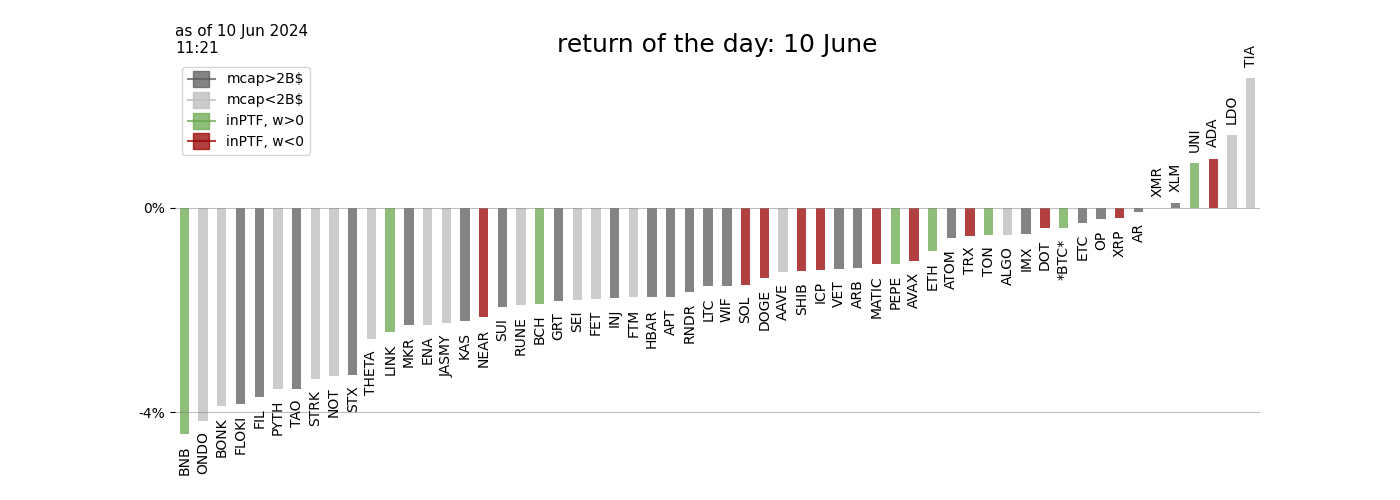 as of 10 Jun 2024
11:21
return of the day: 10 June
mcap>2B$
mcap<2B$
inPTF, w>0
inPTF, w<0
0%
-4%
BNB
ONDO
BONK
FLOKI
FIL
PYTH
TAO
STRK
NOT
STX
THETA
LINK
MKR
ENA
JASMY
KAS
NEAR
SUI
RUNE
BCH
GRT
SEI
FET
INJ
FTM
HBAR
APT
RNDR
LTC
WIF
SOL
DOGE
AAVE
SHIB
ICP
VET
ARB
MATIC
PEPE
AVAX
ETH
ATOM
TRX
TON
ALGO
IMX
DOT
*BTC*
ETC
OP
XRP
AR
XMR
XLM
UNI
ADA
LDO
TIA